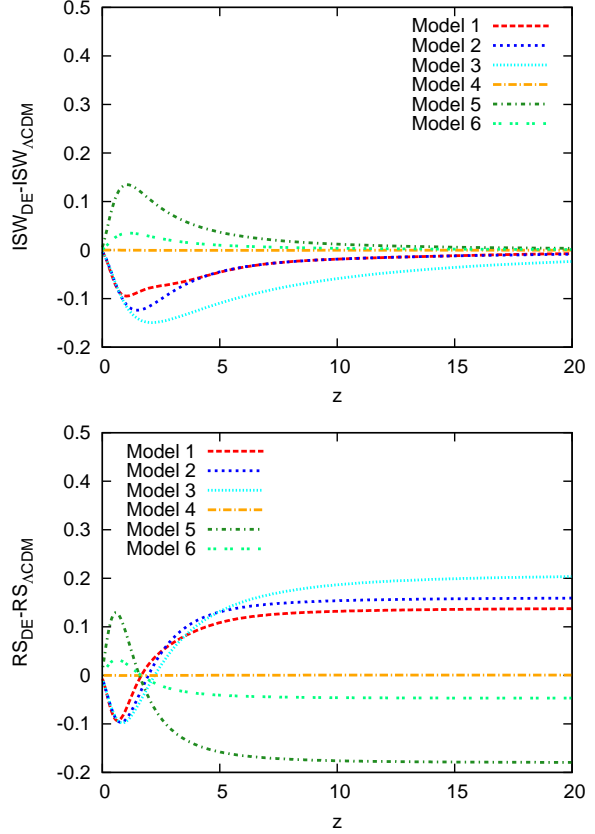 0.5
Model 1
Model 2
0.4
Model 3
Model 4
0.3
Model 5
Model 6
0.2
0.1
0
-0.1
-0.2
ISW_DE-ISW_ΛCDM
0 5 10 15 20
z
0.5
Model 1
Model 2
0.4
Model 3
Model 4
0.3
Model 5
Model 6
0.2
0.1
0
-0.1
-0.2
RS_DE-RS_ΛCDM
0 5 10 15 20
z